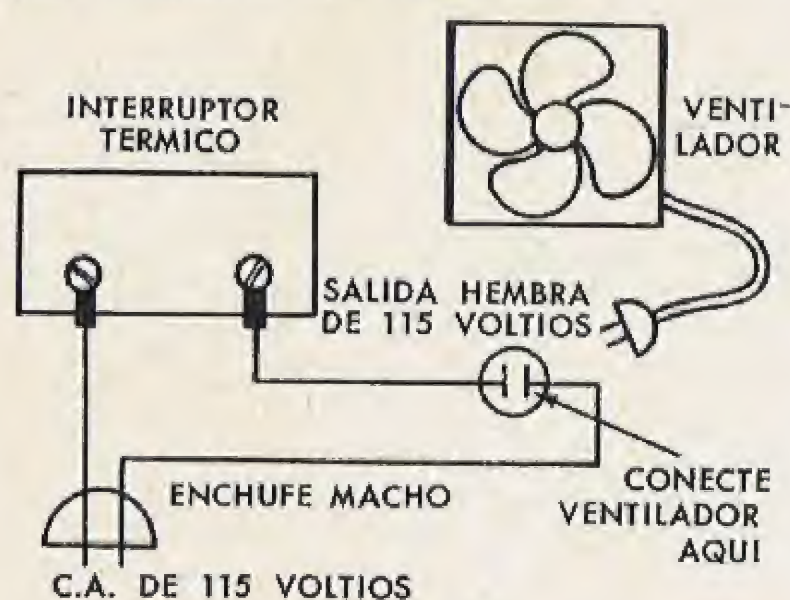 INTERRUPTOR
TERMICO
VENTI-
LADOR
SALIDA HEMBRA
DE 115 VOLTIOS
ENCHUFE MACHO
CONECTE
VENTILADOR
AQUI
C.A. DE 115 VOLTIOS